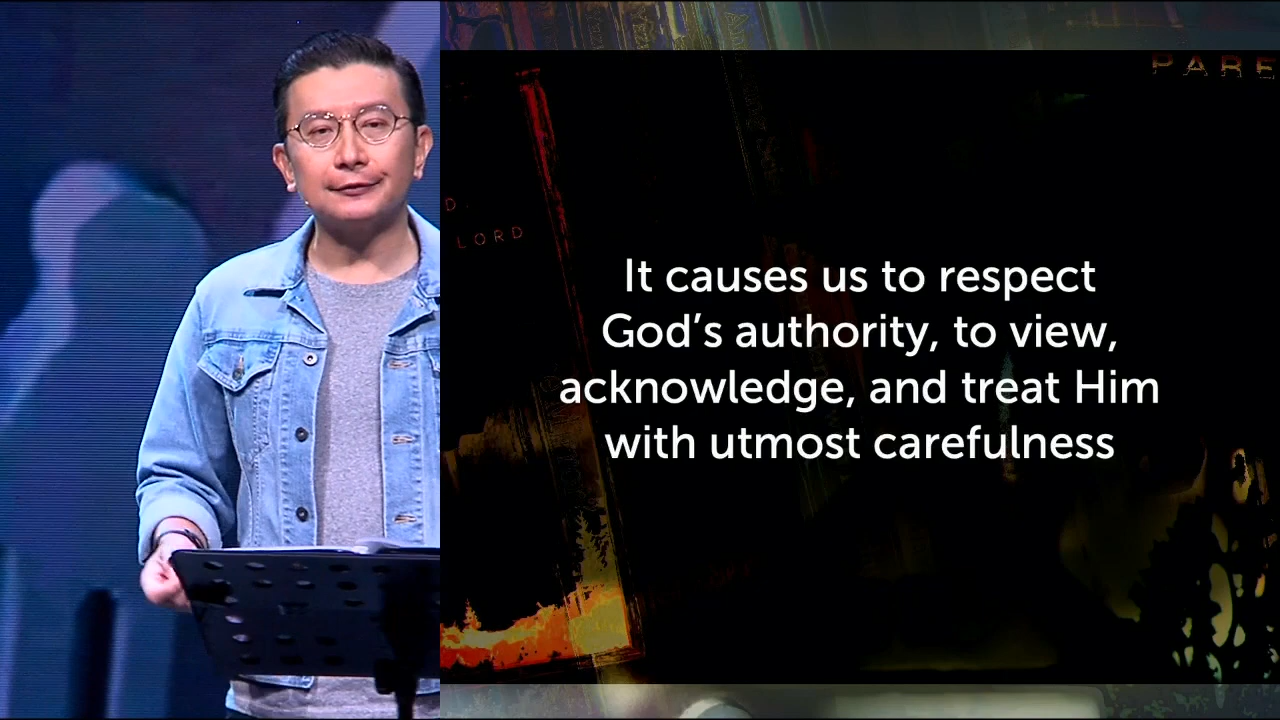 PARE
D.
LORD
It causes us to respect
God's authority, to view,
acknowledge, and treat Him
with utmost carefulness